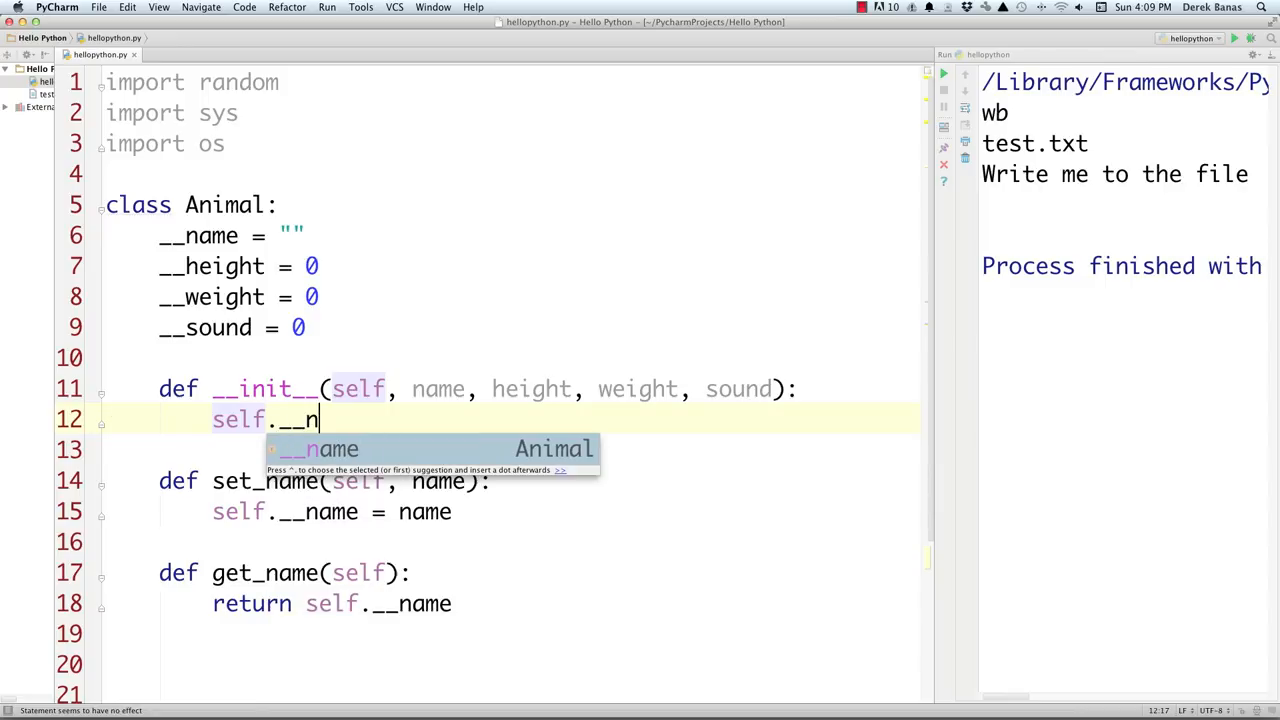 PyCharm File Edit View Navigate Code Refactor Run Tools VCS Window Help 10 8 Sun 4:09 PM Derek Banas
hellopython.py – Hello Python – [~/PycharmProjects/Hello Python]
Hello Python hellopython.py hellopython
hellopython.py Run hellopython
Hello P
hell
test
Extern
1 import random
2 import sys
3 import os
4
5 class Animal:
6 __name = ""
7 __height = 0
8 __weight = 0
9 __sound = 0
10
11 def __init__(self, name, height, weight, sound):
12 self.__n
__name Animal
Press ^. to choose the selected (or first) suggestion and insert a dot afterwards >>
13
14 def set_name(self, name):
15 self.__name = name
16
17 def get_name(self):
18 return self.__name
19
20
21
/Library/Frameworks/Py
wb
test.txt
Write me to the file
Process finished with
Statement seems to have no effect 12:17 LF UTF-8